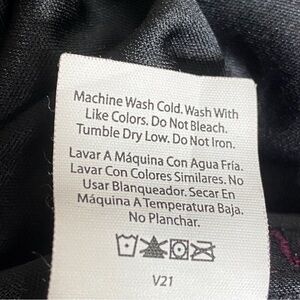 Machine Wash Cold. Wash With
Like Colors. Do Not Bleach.
Tumble Dry Low. Do Not Iron.
Lavar A Máquina Con Agua Fría.
Lavar Con Colores Similares. No
Usar Blanqueador. Secar En
Máquina A Temperatura Baja.
No Planchar.
V21